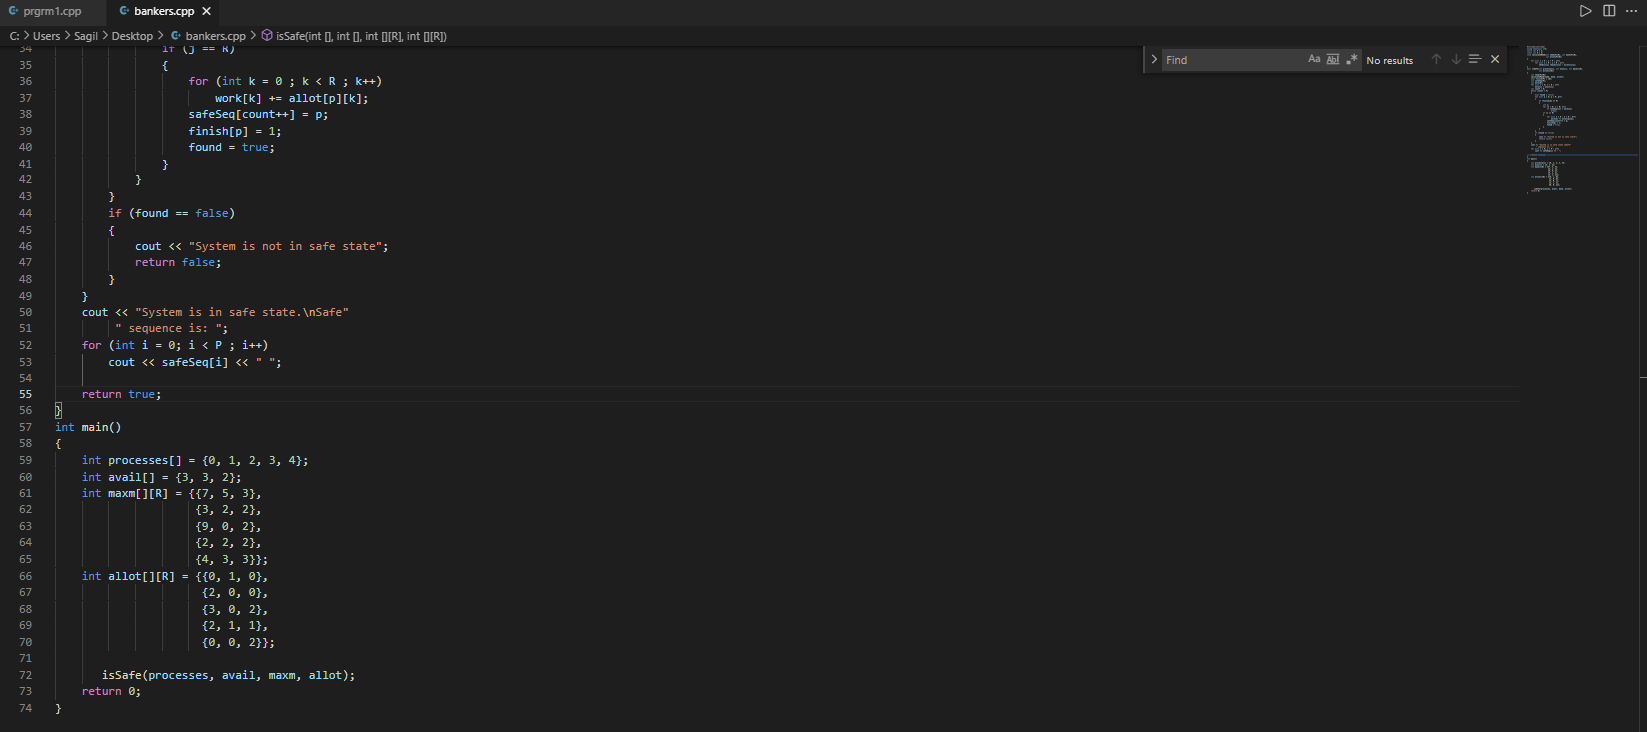 prgrm1.cpp bankers.cpp
C: > Users > Sagil > Desktop > bankers.cpp > isSafe(int [], int [], int [][R], int [][R])
Find Aa Abl .* No results
34 if (j == R)
35 {
36 for (int k = 0 ; k < R ; k++)
37 work[k] += allot[p][k];
38 safeSeq[count++] = p;
39 finish[p] = 1;
40 found = true;
41 }
42 }
43 }
44 if (found == false)
45 {
46 cout << "System is not in safe state";
47 return false;
48 }
49 }
50 cout << "System is in safe state.\nSafe"
51 " sequence is: ";
52 for (int i = 0; i < P ; i++)
53 cout << safeSeq[i] << " ";
54
55 return true;
56 }
57 int main()
58 {
59 int processes[] = {0, 1, 2, 3, 4};
60 int avail[] = {3, 3, 2};
61 int maxm[][R] = {{7, 5, 3},
62 {3, 2, 2},
63 {9, 0, 2},
64 {2, 2, 2},
65 {4, 3, 3}};
66 int allot[][R] = {{0, 1, 0},
67 {2, 0, 0},
68 {3, 0, 2},
69 {2, 1, 1},
70 {0, 0, 2}};
71
72 isSafe(processes, avail, maxm, allot);
73 return 0;
74 }